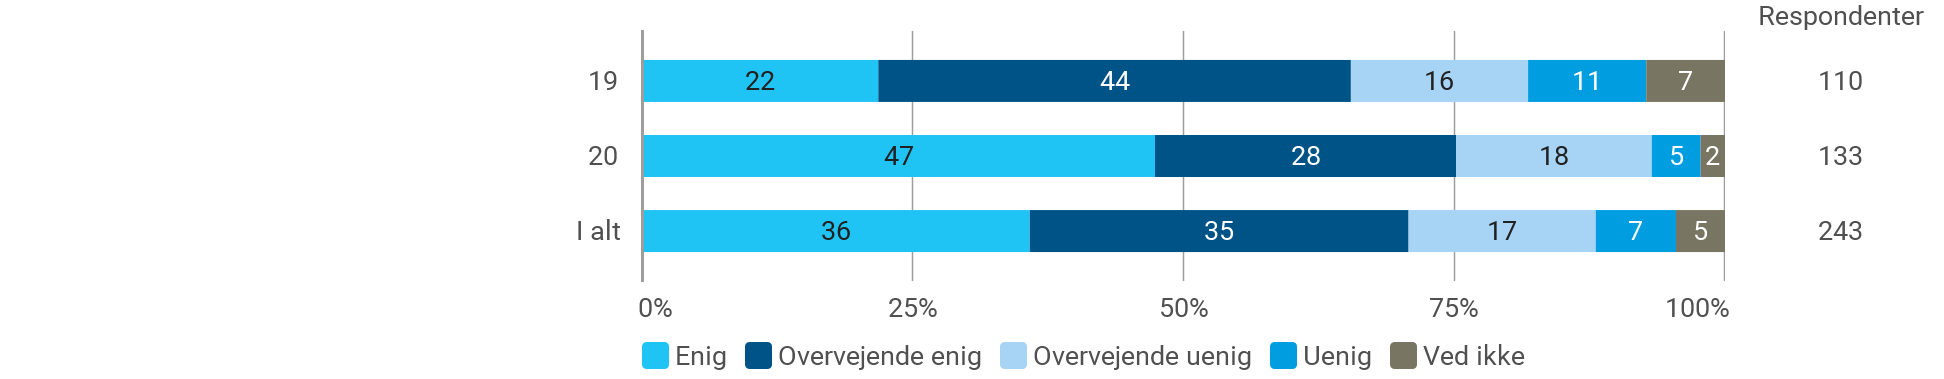 Respondenter
19 22 44 16 11 7 110
20 47 28 18 5 2 133
I alt 36 35 17 7 5 243
0% 25% 50% 75% 100%
Enig Overvejende enig Overvejende uenig Uenig Ved ikke